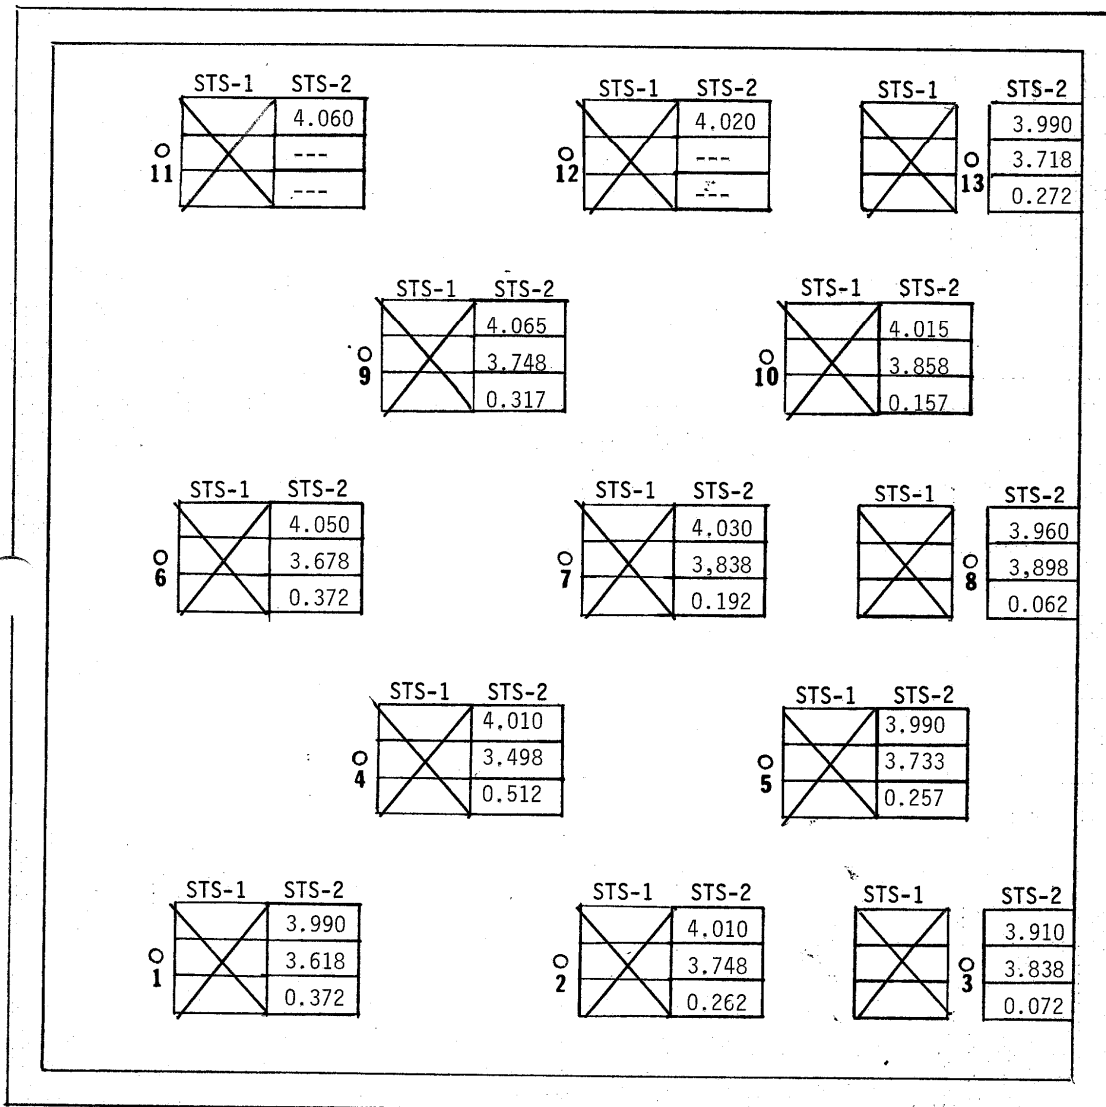 STS-1 STS-2 STS-1 STS-2 STS-1 STS-2
4.060 4.020 3.990
11 --- 12 --- 13 3.718
--- --- 0.272
STS-1 STS-2 STS-1 STS-2
4.065 4.015
9 3.748 10 3.858
0.317 0.157
STS-1 STS-2 STS-1 STS-2 STS-1 STS-2
4.050 4.030 3.960
6 3.678 7 3,838 8 3,898
0.372 0.192 0.062
STS-1 STS-2 STS-1 STS-2
4.010 3.990
4 3.498 5 3.733
0.512 0.257
STS-1 STS-2 STS-1 STS-2 STS-1 STS-2
3.990 4.010 3.910
1 3.618 2 3.748 3 3.838
0.372 0.262 0.072